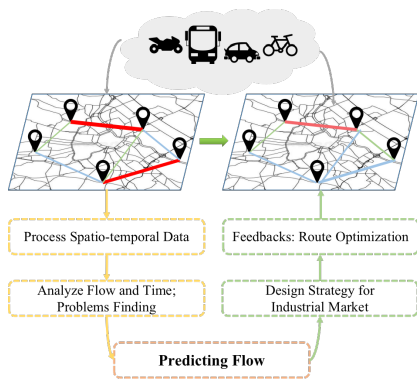 Process Spatio-temporal Data
Feedbacks: Route Optimization
Analyze Flow and Time;
Problems Finding
Design Strategy for
Industrial Market
Predicting Flow